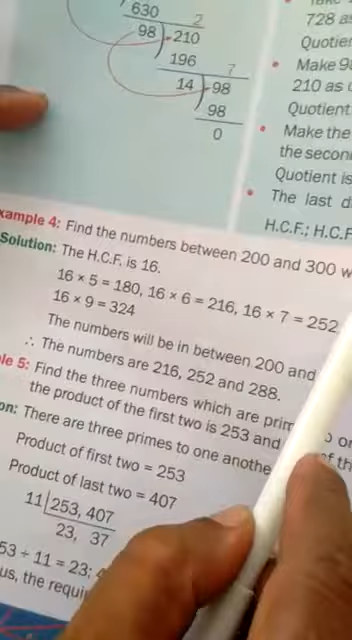 630
2
98 210
196
7
14 98
98
0
728 as
Quotien
Make 98
210 as
Quotient
Make the
the secon
Quotient is
The last d
H.C.F.; H.C.F
xample 4: Find the numbers between 200 and 300 w
Solution: The H.C.F. is 16.
16 × 5 = 180, 16 × 6 = 216, 16 × 7 = 252
16 × 9 = 324
The numbers will be in between 200 and
∴ The numbers are 216, 252 and 288.
le 5: Find the three numbers which are prim
the product of the first two is 253 and
on: There are three primes to one anothe
Product of first two = 253
Product of last two = 407
11 253, 407
23, 37
53 ÷ 11 = 23;
us, the requi